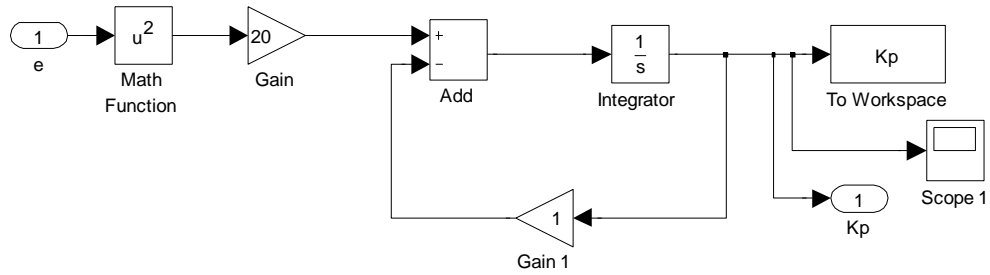 1
e
u²
Math
Function
20
Gain
+
−
Add
1
s
Integrator
Kp
To Workspace
Scope 1
1
Kp
1
Gain 1